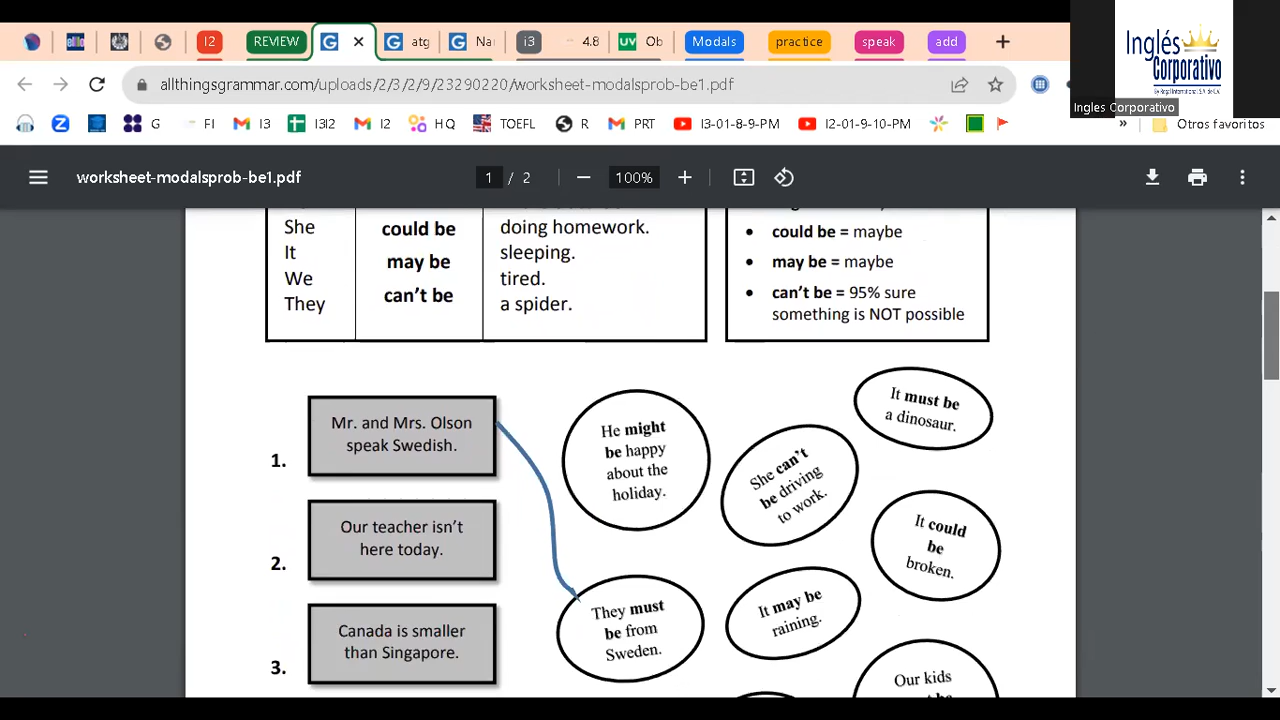 I2
REVIEW
atg
Na
i3
4.8
UV
Ob
Modals
practice
speak
add
allthingsgrammar.com/uploads/2/3/2/9/23290220/worksheet-modalsprob-be1.pdf
Inglés
Corporativo
by Regal International S.A. de C.V.
Ingles Corporativo
G
FI
I3
I3I2
I2
HQ
TOEFL
R
PRT
I3-01-8-9-PM
I2-01-9-10-PM
»
Otros favoritos
worksheet-modalsprob-be1.pdf
1 / 2
100%
She
It
We
They
could be
may be
can't be
doing homework.
sleeping.
tired.
a spider.
• could be = maybe
• may be = maybe
• can't be = 95% sure
something is NOT possible
1.
Mr. and Mrs. Olson
speak Swedish.
2.
Our teacher isn't
here today.
3.
Canada is smaller
than Singapore.
He might
be happy
about the
holiday.
She can't
be driving
to work.
It must be
a dinosaur.
It could
be
broken.
They must
be from
Sweden.
It may be
raining.
Our kids